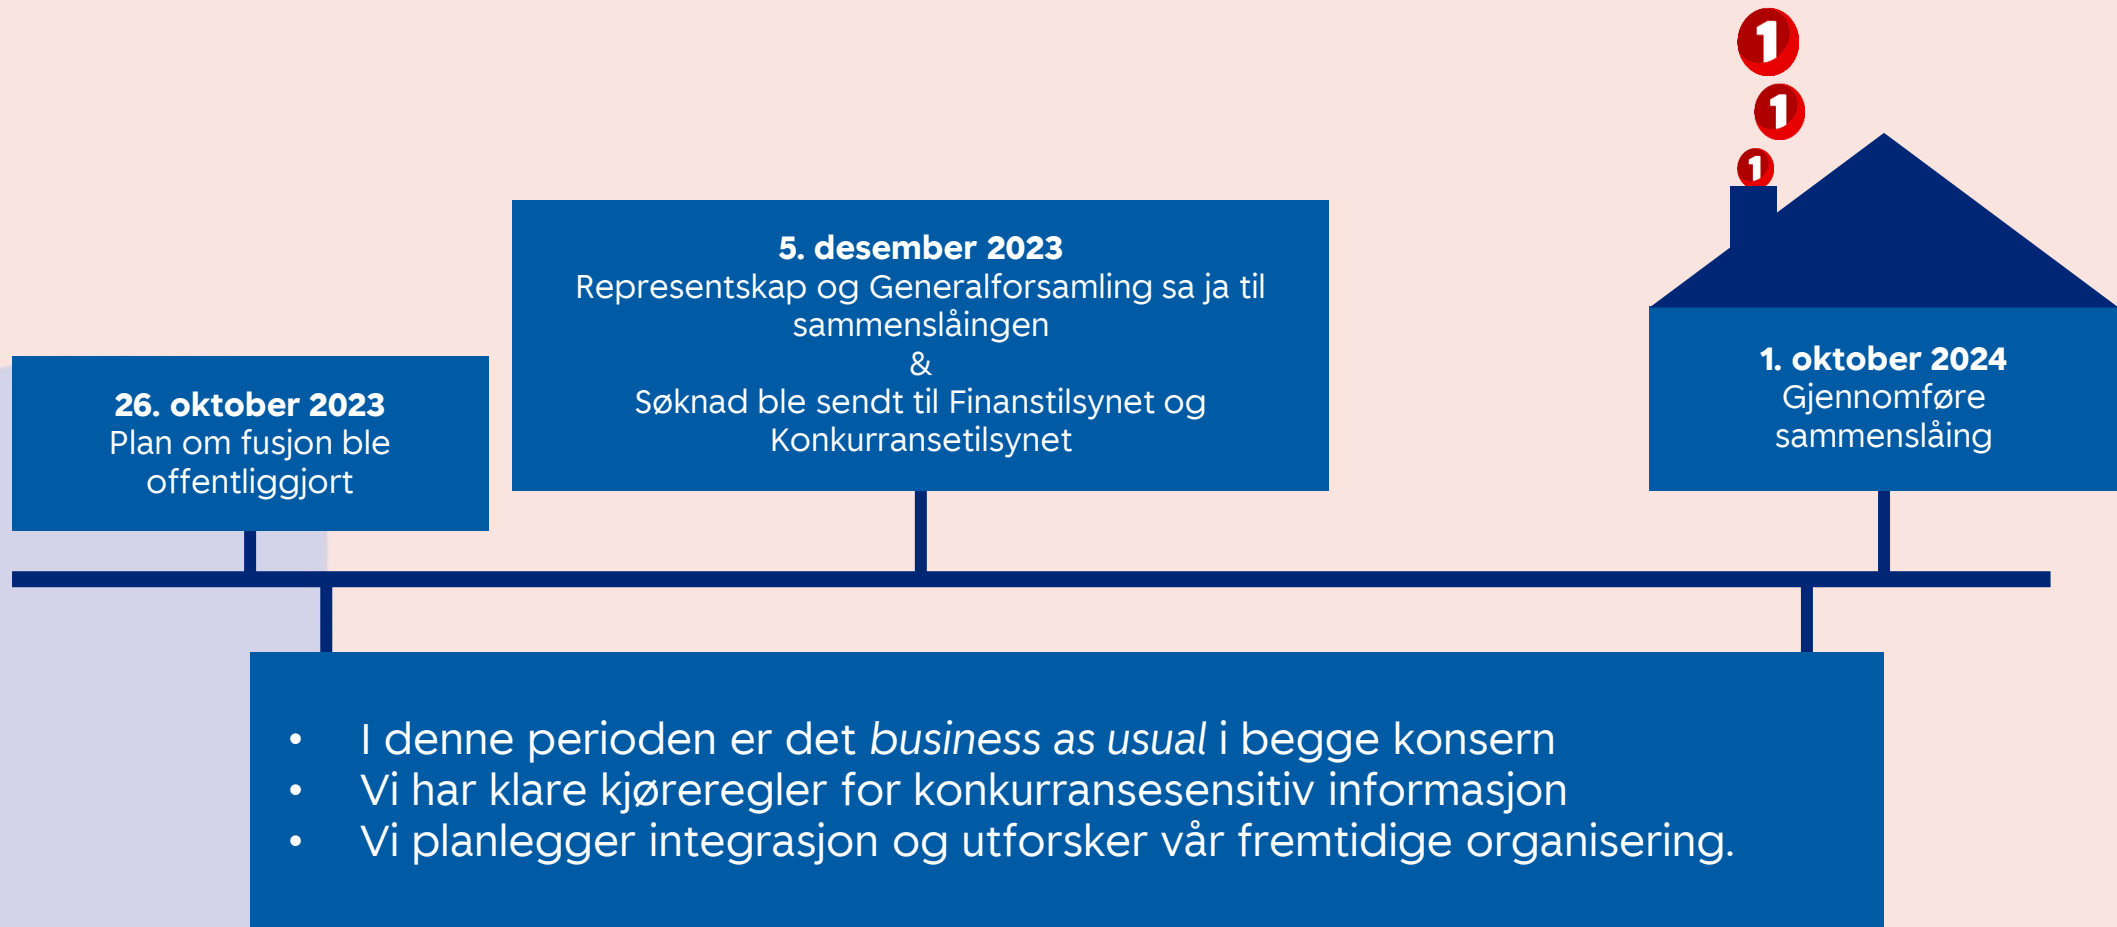 1
1
1
26. oktober 2023
Plan om fusjon ble
offentliggjort
5. desember 2023
Representskap og Generalforsamling sa ja til
sammenslåingen
&
Søknad ble sendt til Finanstilsynet og
Konkurransetilsynet
1. oktober 2024
Gjennomføre
sammenslåing
• I denne perioden er det business as usual i begge konsern
• Vi har klare kjøreregler for konkurransesensitiv informasjon
• Vi planlegger integrasjon og utforsker vår fremtidige organisering.